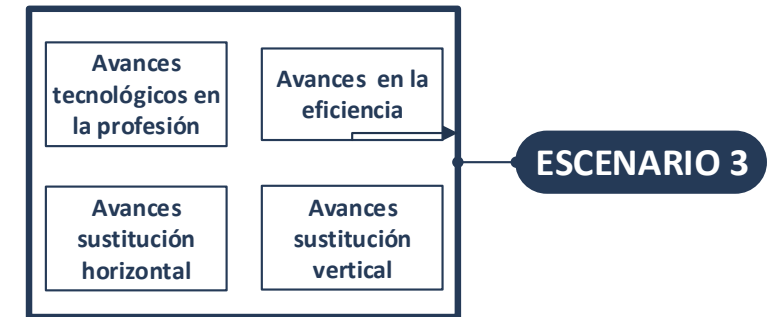 Avances
tecnológicos en
la profesión
Avances en la
eficiencia
Avances
sustitución
horizontal
Avances
sustitución
vertical
ESCENARIO 3